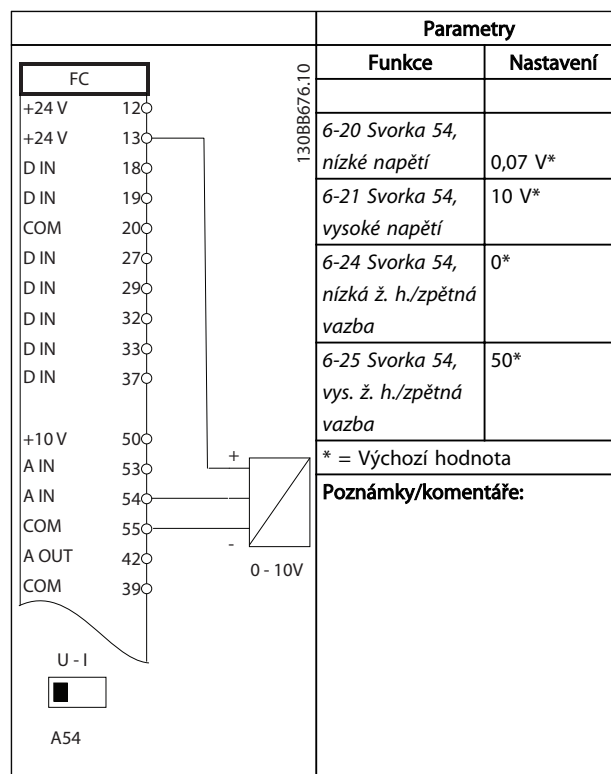 FC
+24 V 12
+24 V 13
D IN 18
D IN 19
COM 20
D IN 27
D IN 29
D IN 32
D IN 33
D IN 37
+10 V 50
A IN 53
A IN 54
COM 55
A OUT 42
COM 39
+
-
0 - 10V
U - I
A54
130BB676.10
Parametry
Funkce Nastavení
6-20 Svorka 54,
nízké napětí 0,07 V*
6-21 Svorka 54, 10 V*
vysoké napětí
6-24 Svorka 54, 0*
nízká ž. h./zpětná
vazba
6-25 Svorka 54, 50*
vys. ž. h./zpětná
vazba
* = Výchozí hodnota
Poznámky/komentáře: